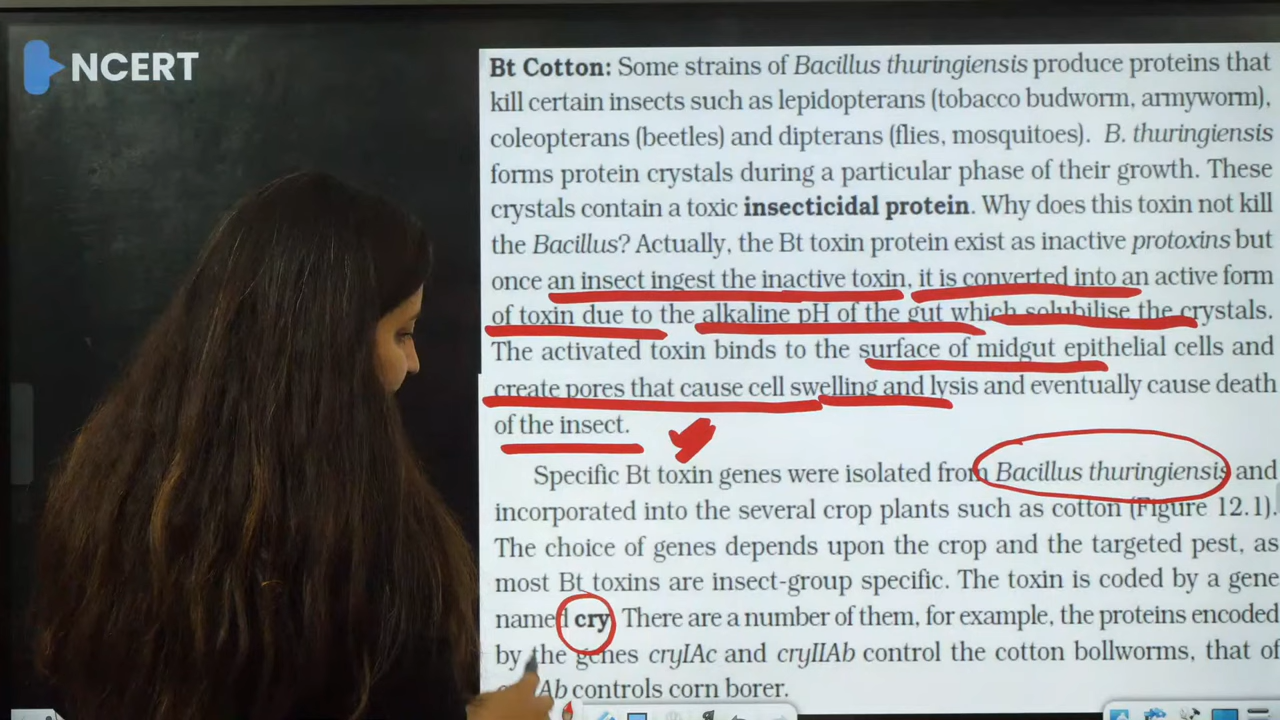 NCERT
Bt Cotton: Some strains of Bacillus thuringiensis produce proteins that
kill certain insects such as lepidopterans (tobacco budworm, armyworm),
coleopterans (beetles) and dipterans (flies, mosquitoes). B. thuringiensis
forms protein crystals during a particular phase of their growth. These
crystals contain a toxic insecticidal protein. Why does this toxin not kill
the Bacillus? Actually, the Bt toxin protein exist as inactive protoxins but
once an insect ingest the inactive toxin, it is converted into an active form
of toxin due to the alkaline pH of the gut which solubilise the crystals.
The activated toxin binds to the surface of midgut epithelial cells and
create pores that cause cell swelling and lysis and eventually cause death
of the insect.
Specific Bt toxin genes were isolated from Bacillus thuringiensis and
incorporated into the several crop plants such as cotton (Figure 12.1).
The choice of genes depends upon the crop and the targeted pest, as
most Bt toxins are insect-group specific. The toxin is coded by a gene
named cry. There are a number of them, for example, the proteins encoded
by the genes cryIAc and cryIIAb control the cotton bollworms, that of
controls corn borer.